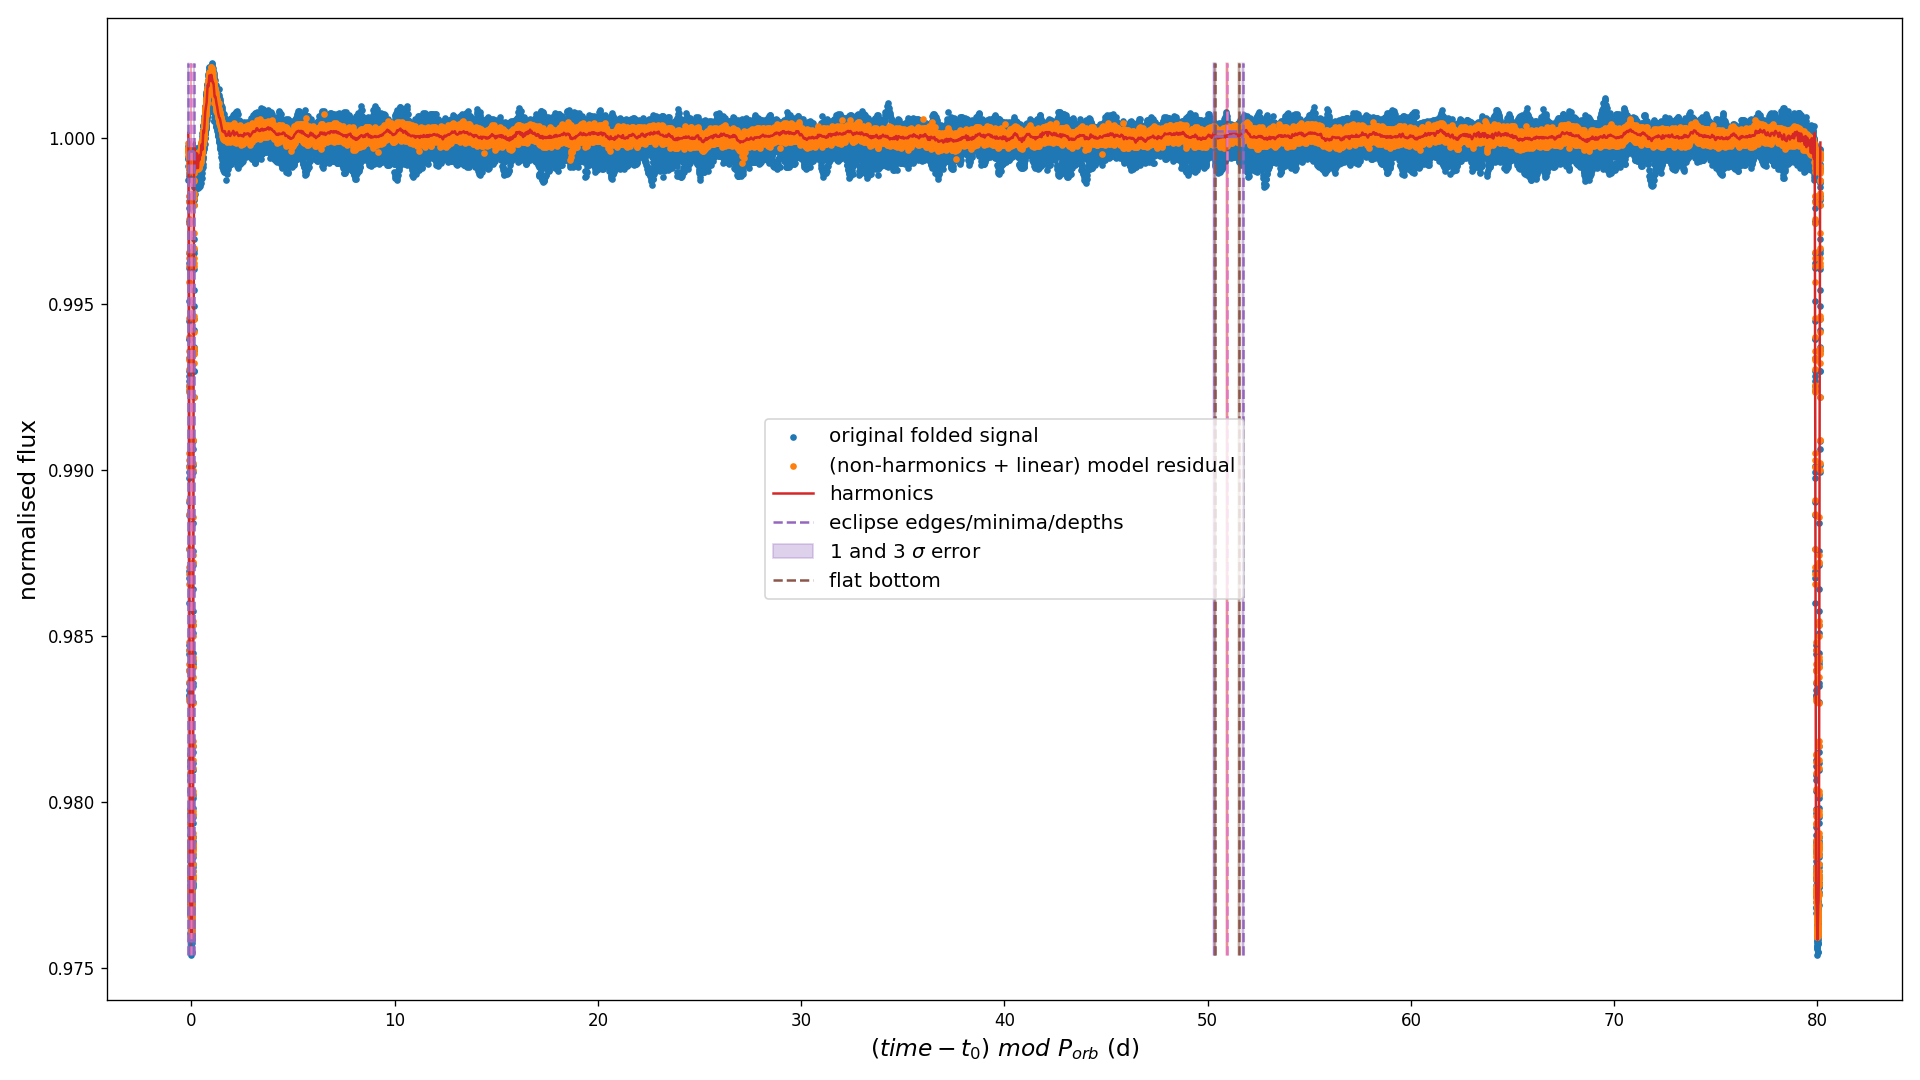 normalised flux
1.000
0.995
0.990
0.985
0.980
0.975
original folded signal
(non-harmonics + linear) model residual
harmonics
eclipse edges/minima/depths
1 and 3 σ error
flat bottom
0 10 20 30 40 50 60 70 80
(time − t₀) mod Pₒᵣb (d)